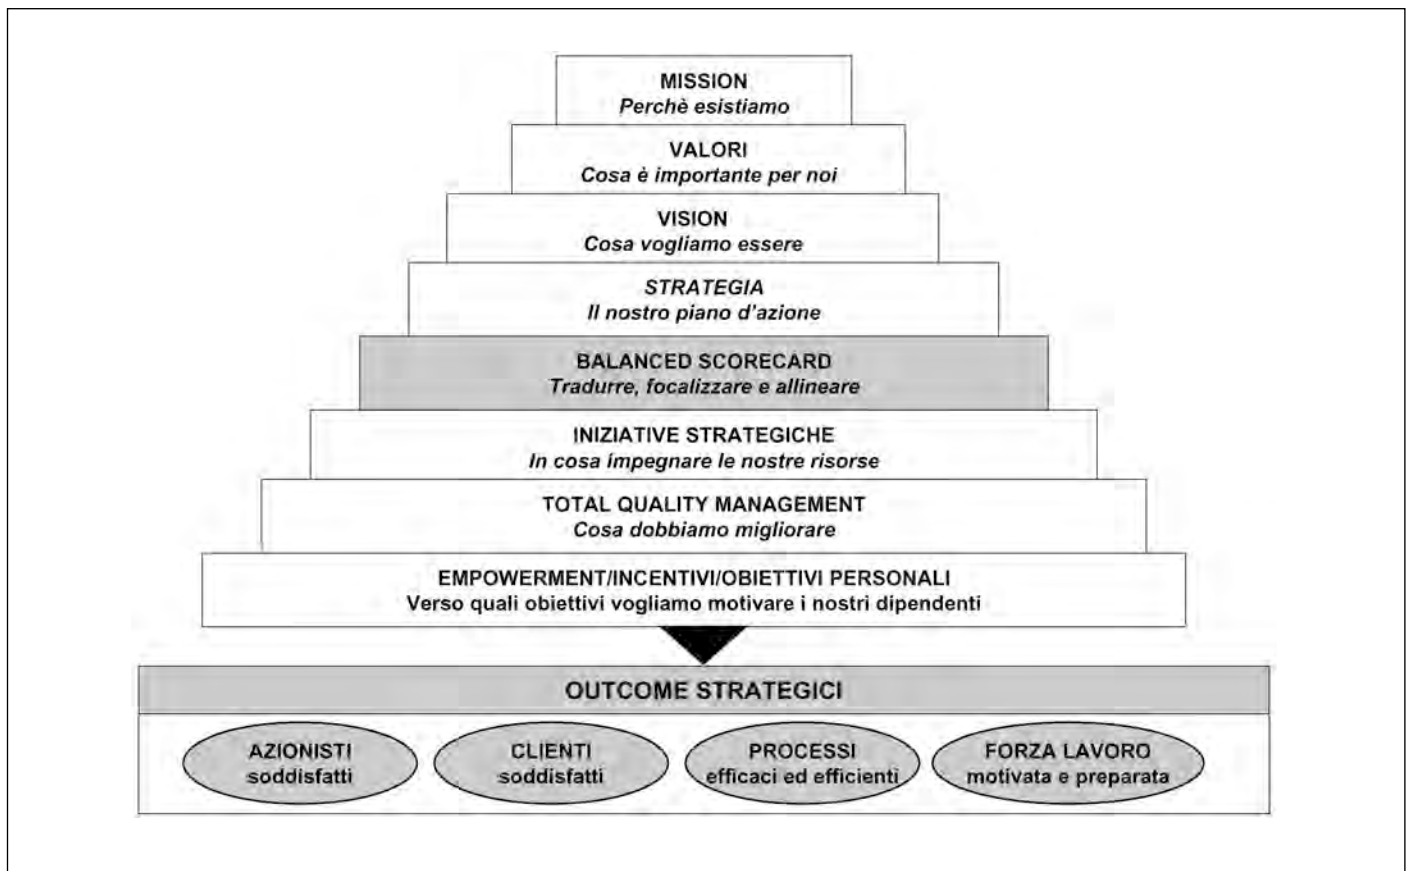 MISSION
Perchè esistiamo
VALORI
Cosa è importante per noi
VISION
Cosa vogliamo essere
STRATEGIA
Il nostro piano d'azione
BALANCED SCORECARD
Tradurre, focalizzare e allineare
INIZIATIVE STRATEGICHE
In cosa impegnare le nostre risorse
TOTAL QUALITY MANAGEMENT
Cosa dobbiamo migliorare
EMPOWERMENT/INCENTIVI/OBIETTIVI PERSONALI
Verso quali obiettivi vogliamo motivare i nostri dipendenti
OUTCOME STRATEGICI
AZIONISTI
soddisfatti
CLIENTI
soddisfatti
PROCESSI
efficaci ed efficienti
FORZA LAVORO
motivata e preparata